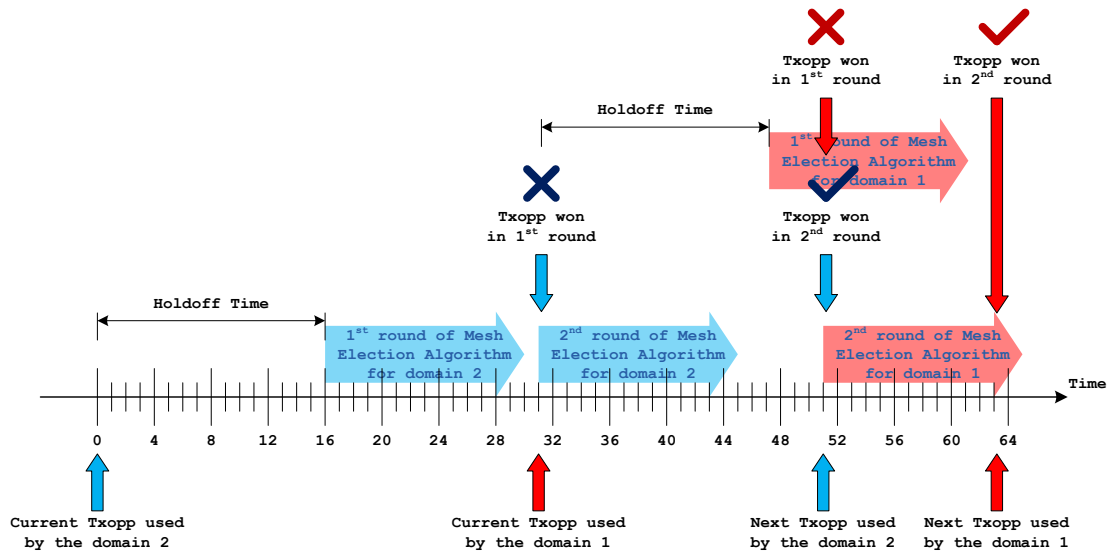 Txopp won
in 1st round
Txopp won
in 2nd round
Holdoff Time
1st round of Mesh
Election Algorithm
for domain 1
Txopp won
in 1st round
Txopp won
in 2nd round
Holdoff Time
1st round of Mesh
Election Algorithm
for domain 2
2nd round of Mesh
Election Algorithm
for domain 2
2nd round of Mesh
Election Algorithm
for domain 1
Time
0 4 8 12 16 20 24 28 32 36 40 44 48 52 56 60 64
Current Txopp used
by the domain 2
Current Txopp used
by the domain 1
Next Txopp used
by the domain 2
Next Txopp used
by the domain 1